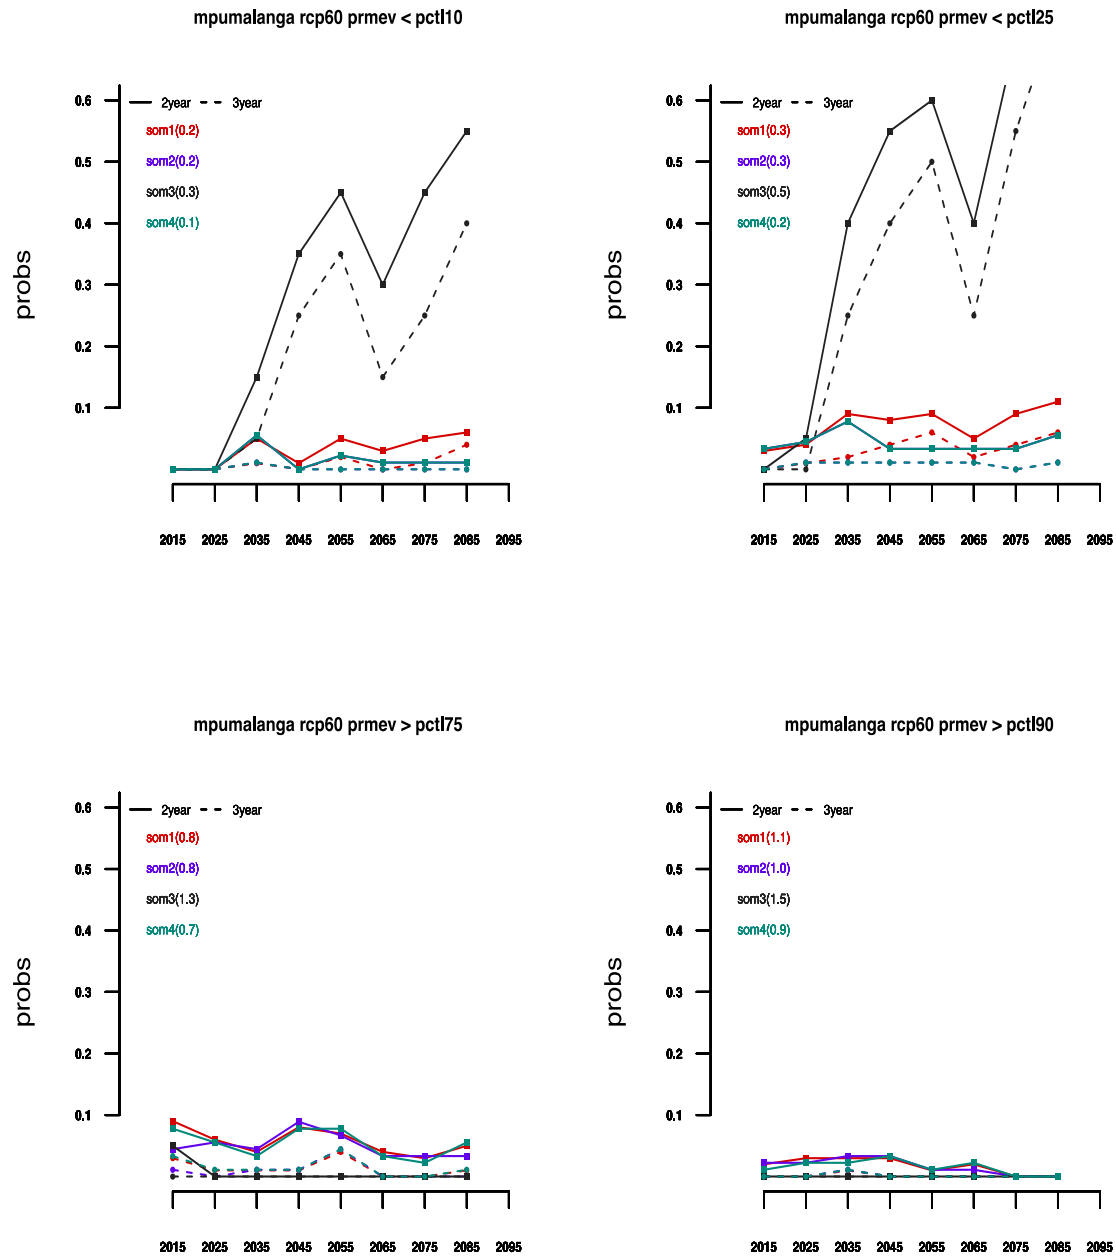 mpumalanga rcp60 prmev < pctl10
0.6
2year
3year
som1(0.2)
0.5
som2(0.2)
som3(0.3)
0.4
som4(0.1)
probs
0.3
0.2
0.1
2015 2025 2035 2045 2055 2065 2075 2085 2095
mpumalanga rcp60 prmev < pctl25
0.6
2year
3year
som1(0.3)
0.5
som2(0.3)
som3(0.5)
0.4
som4(0.2)
probs
0.3
0.2
0.1
2015 2025 2035 2045 2055 2065 2075 2085 2095
mpumalanga rcp60 prmev > pctl75
0.6
2year
3year
som1(0.8)
0.5
som2(0.8)
som3(1.3)
0.4
som4(0.7)
probs
0.3
0.2
0.1
2015 2025 2035 2045 2055 2065 2075 2085 2095
mpumalanga rcp60 prmev > pctl90
0.6
2year
3year
som1(1.1)
0.5
som2(1.0)
som3(1.5)
0.4
som4(0.9)
probs
0.3
0.2
0.1
2015 2025 2035 2045 2055 2065 2075 2085 2095